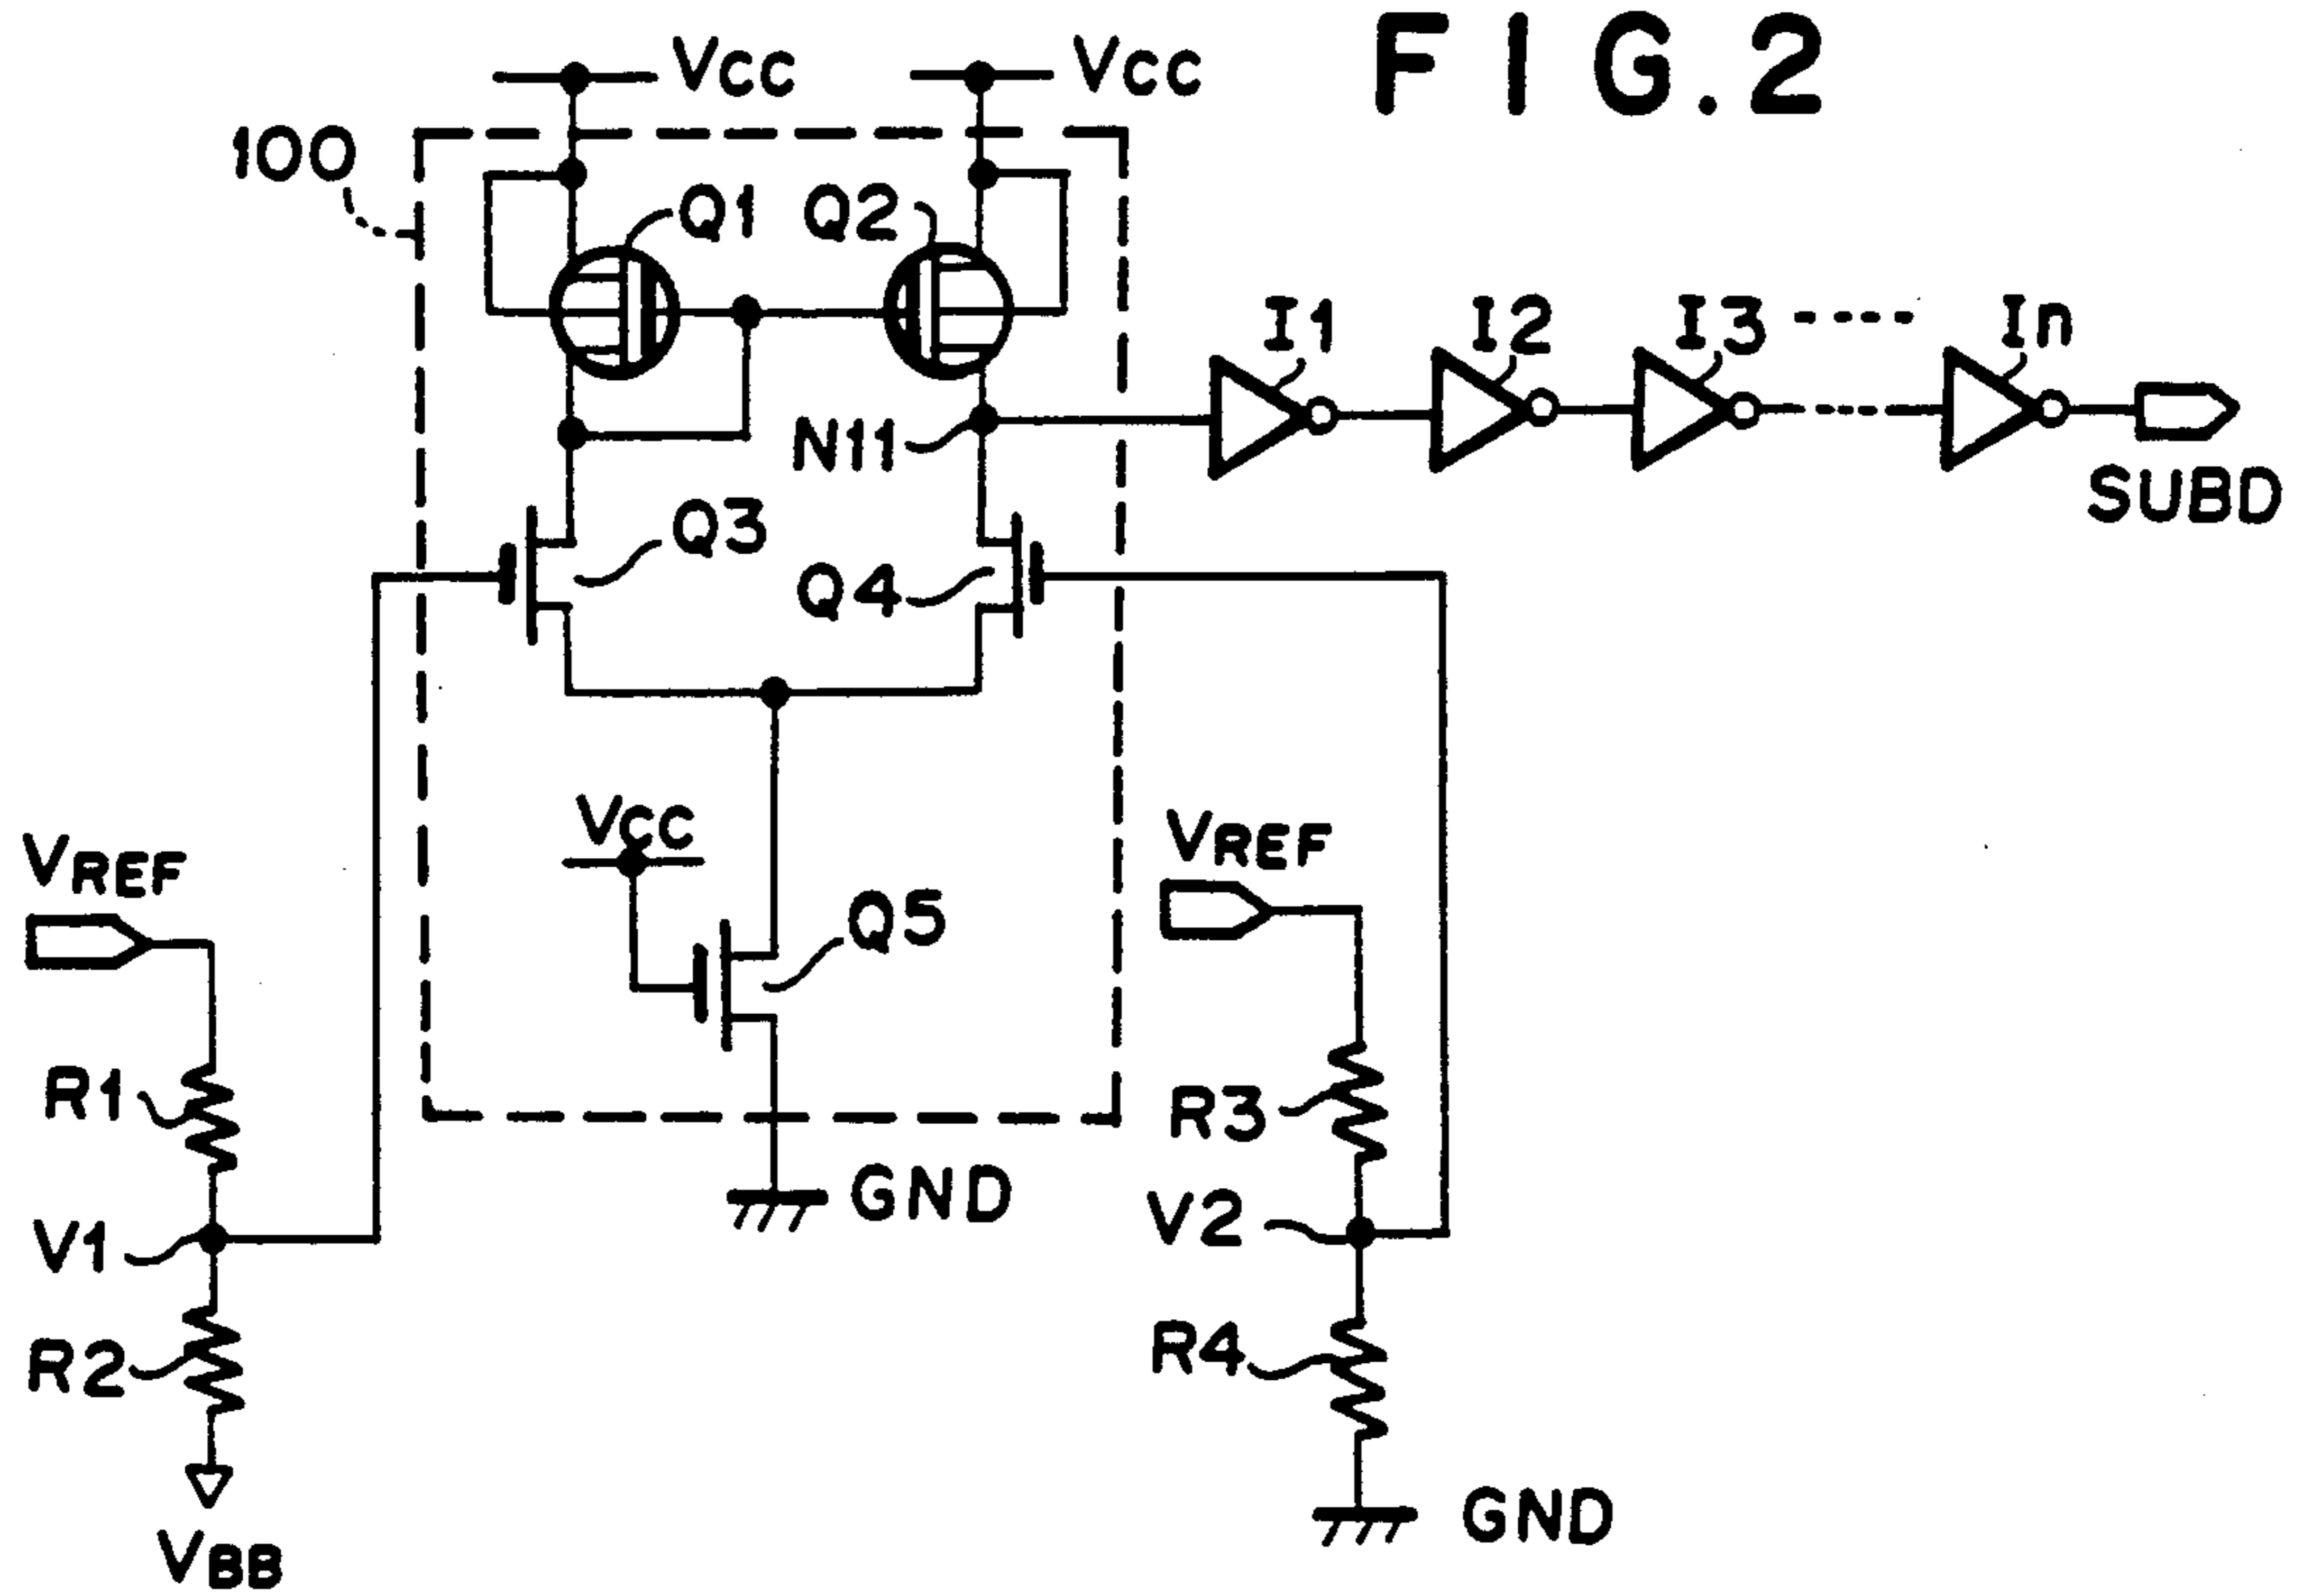 FIG.2
VCC
VCC
100
Q1
Q2
I1
I2
I3
In
N11
SUBD
Q3
Q4
VCC
VREF
VREF
Q5
R1
R3
GND
V1
V2
R2
R4
GND
VBB